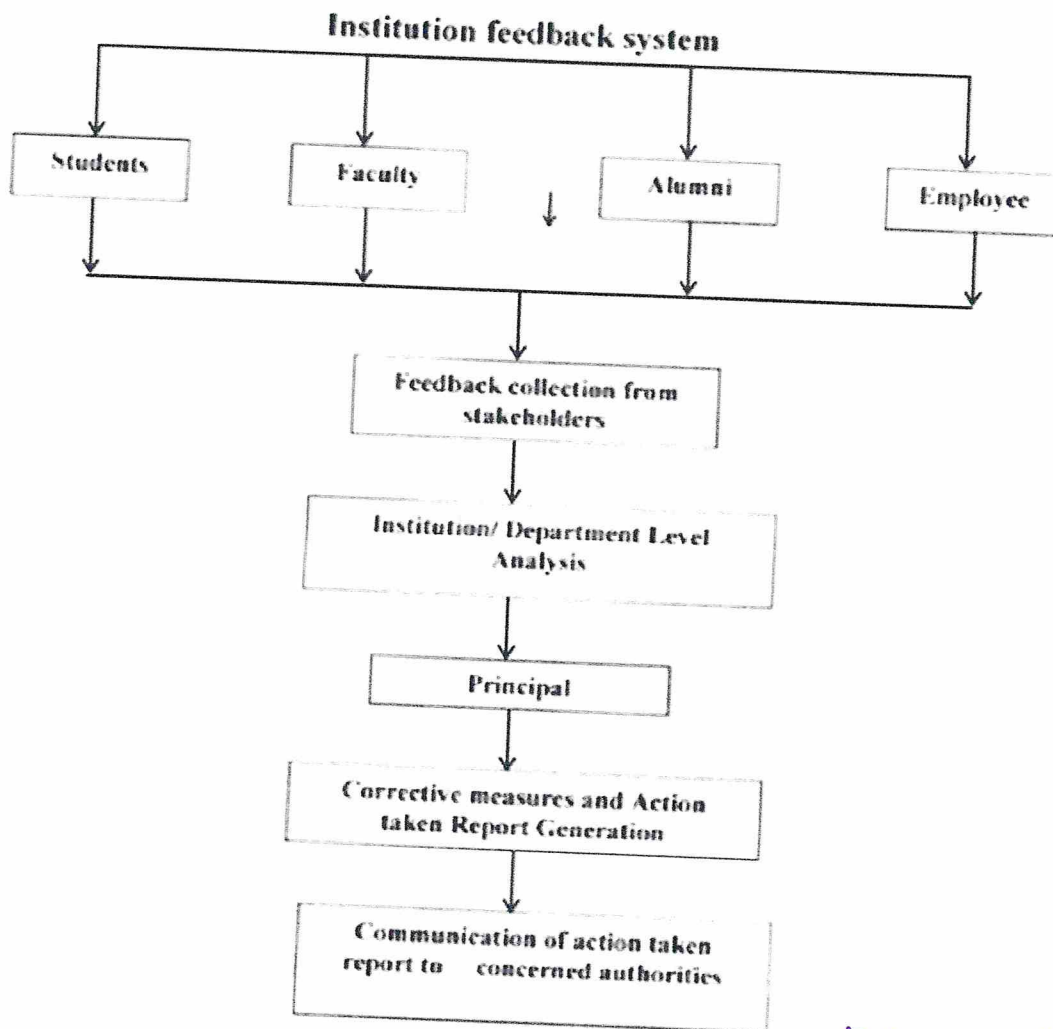 Institution feedback system
Students
Faculty
Alumni
Employee
Feedback collection from
stakeholders
Institution/ Department Level
Analysis
Principal
Corrective measures and Action
taken Report Generation
Communication of action taken
report to concerned authorities